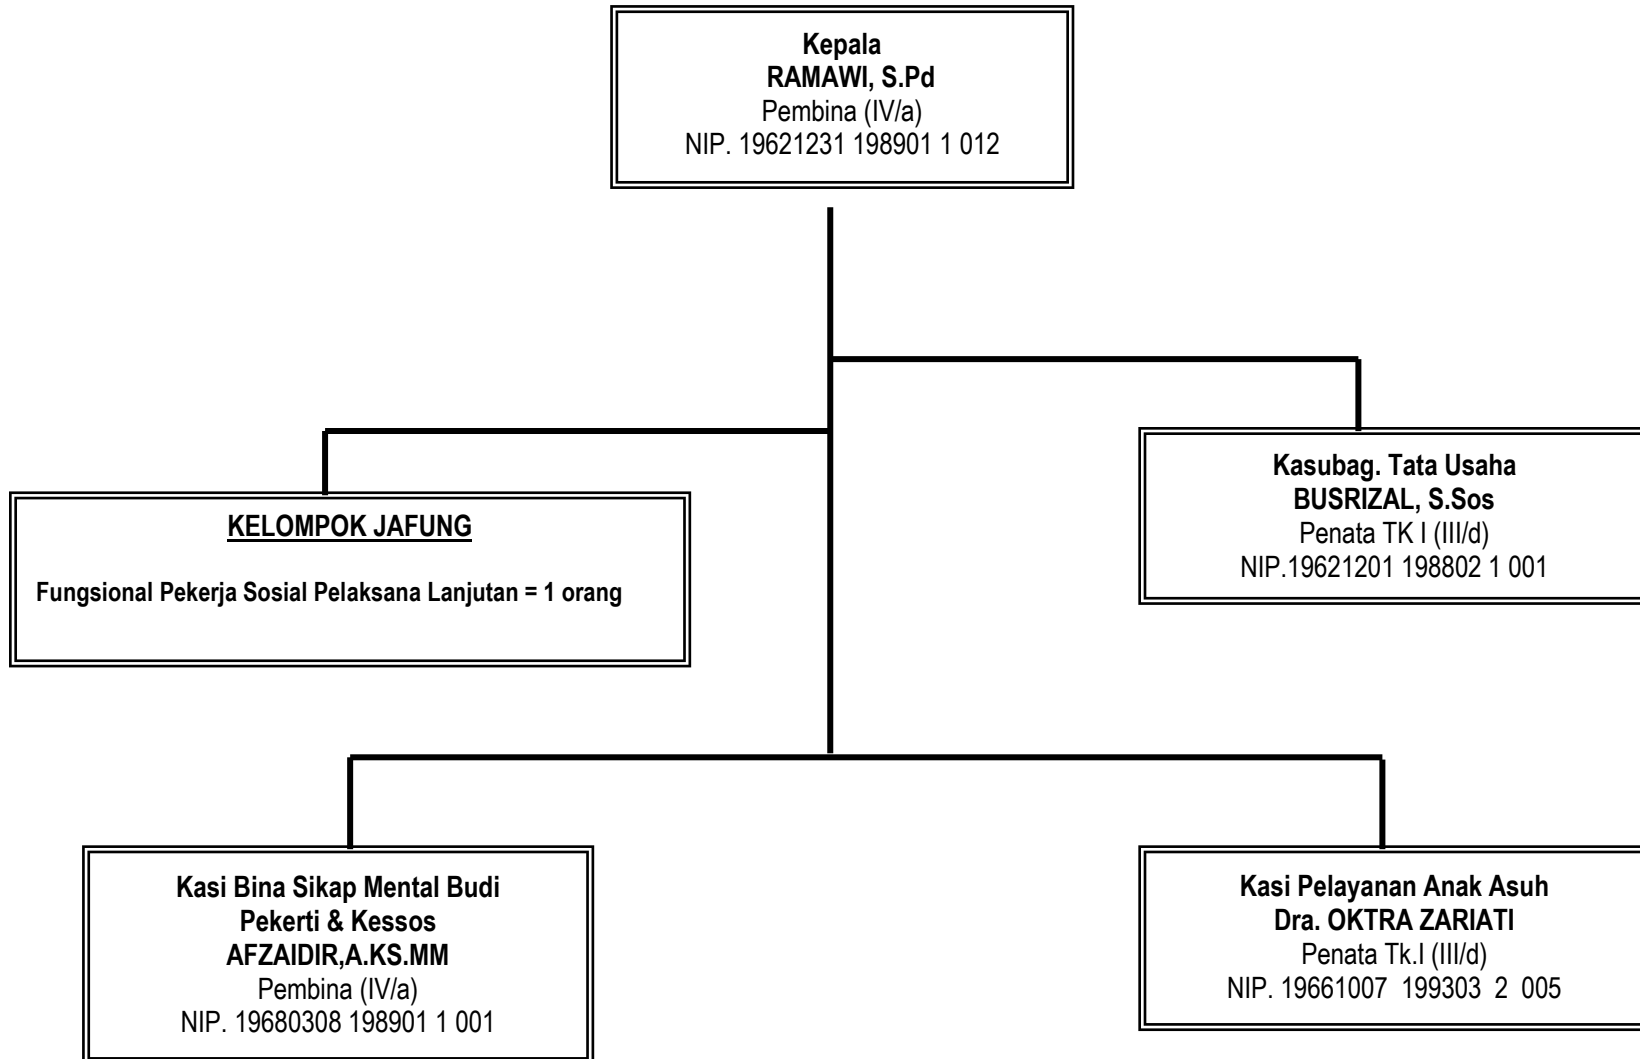 Kepala
RAMAWI, S.Pd
Pembina (IV/a)
NIP. 19621231 198901 1 012
Kasubag. Tata Usaha
BUSRIZAL, S.Sos
Penata TK I (III/d)
NIP.19621201 198802 1 001
KELOMPOK JAFUNG
Fungsional Pekerja Sosial Pelaksana Lanjutan = 1 orang
Kasi Bina Sikap Mental Budi
Pekerti & Kessos
AFZAIDIR,A.KS.MM
Pembina (IV/a)
NIP. 19680308 198901 1 001
Kasi Pelayanan Anak Asuh
Dra. OKTRA ZARIATI
Penata Tk.I (III/d)
NIP. 19661007 199303 2 005